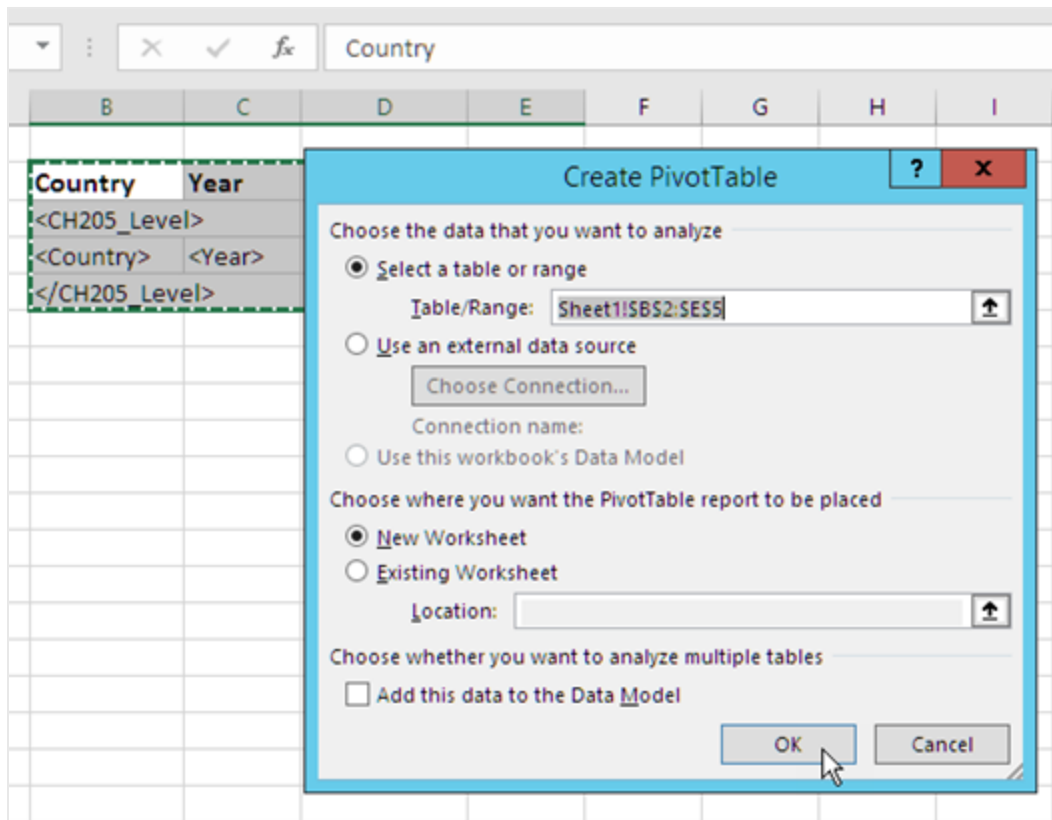 fx Country
B C D E F G H I
Country Year
<CH205_Level>
<Country> <Year>
</CH205_Level>
Create PivotTable ? x
Choose the data that you want to analyze
Select a table or range
Table/Range: Sheet1!$B$2:$E$5
Use an external data source
Choose Connection...
Connection name:
Use this workbook's Data Model
Choose where you want the PivotTable report to be placed
New Worksheet
Existing Worksheet
Location:
Choose whether you want to analyze multiple tables
Add this data to the Data Model
OK Cancel